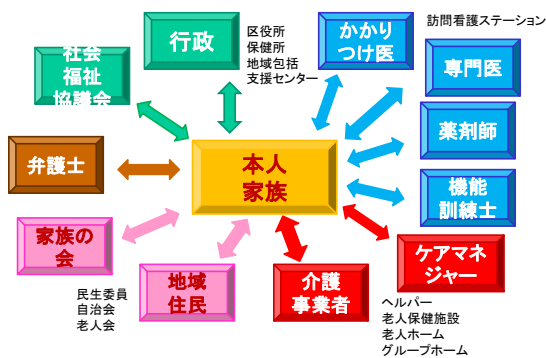 行政
区役所
保健所
地域包括
支援センター
かかり
つけ医
訪問看護ステーション
社会
福祉
協議会
専門医
薬剤師
弁護士
本人
家族
機能
訓練士
家族の
会
地域
住民
民生委員
自治会
老人会
介護
事業者
ケアマネ
ジャー
ヘルパー
老人保健施設
老人ホーム
グループホーム